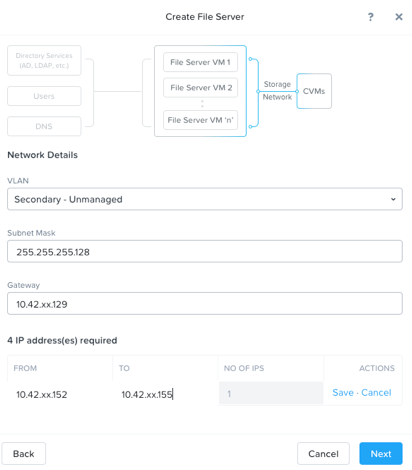 Create File Server
?
×
Directory Services
(AD, LDAP, etc.)
Users
DNS
File Server VM 1
File Server VM 2
:
File Server VM 'n'
Storage
Network
CVMs
Network Details
VLAN
Secondary - Unmanaged
Subnet Mask
255.255.255.128
Gateway
10.42.xx.129
4 IP address(es) required
FROM TO NO OF IPS ACTIONS
10.42.xx.152 10.42.xx.155 1 Save · Cancel
Back Cancel Next